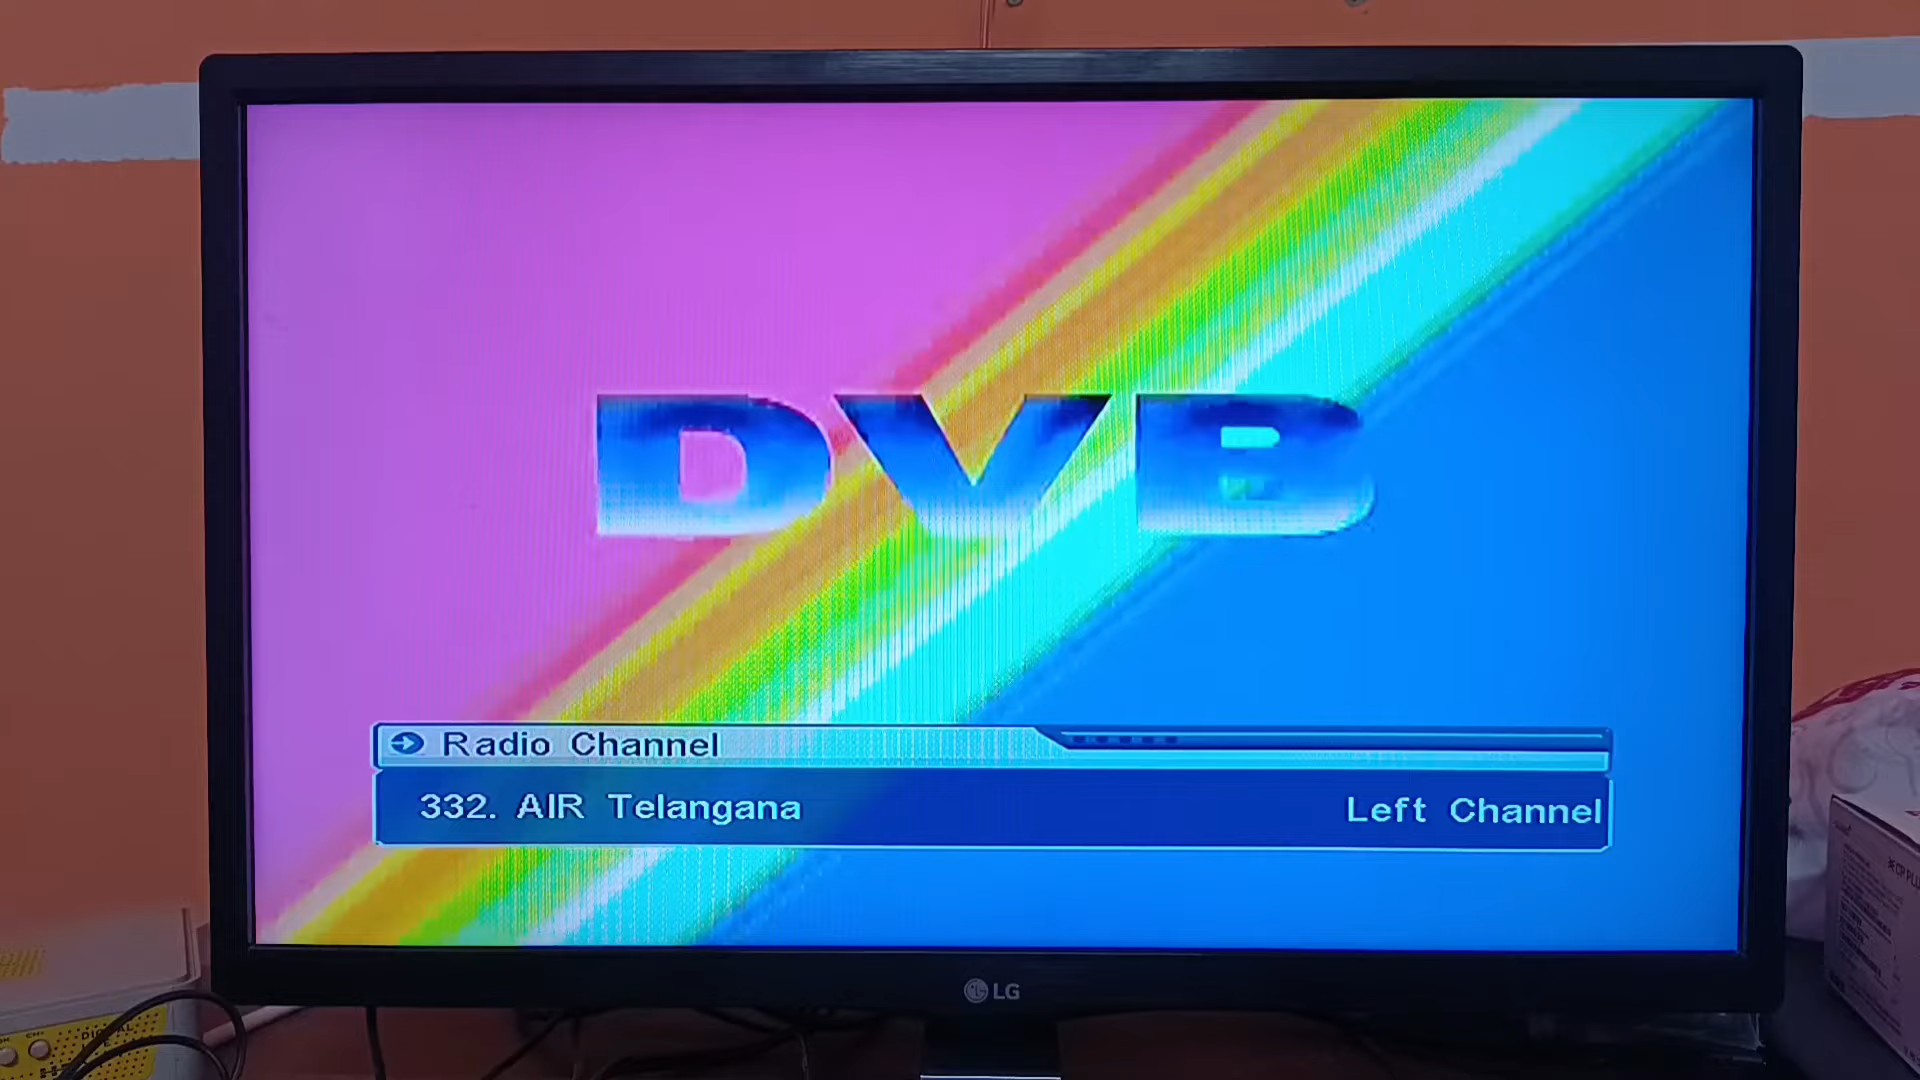 DVB
Radio Channel
332. AIR Telangana
Left Channel
LG